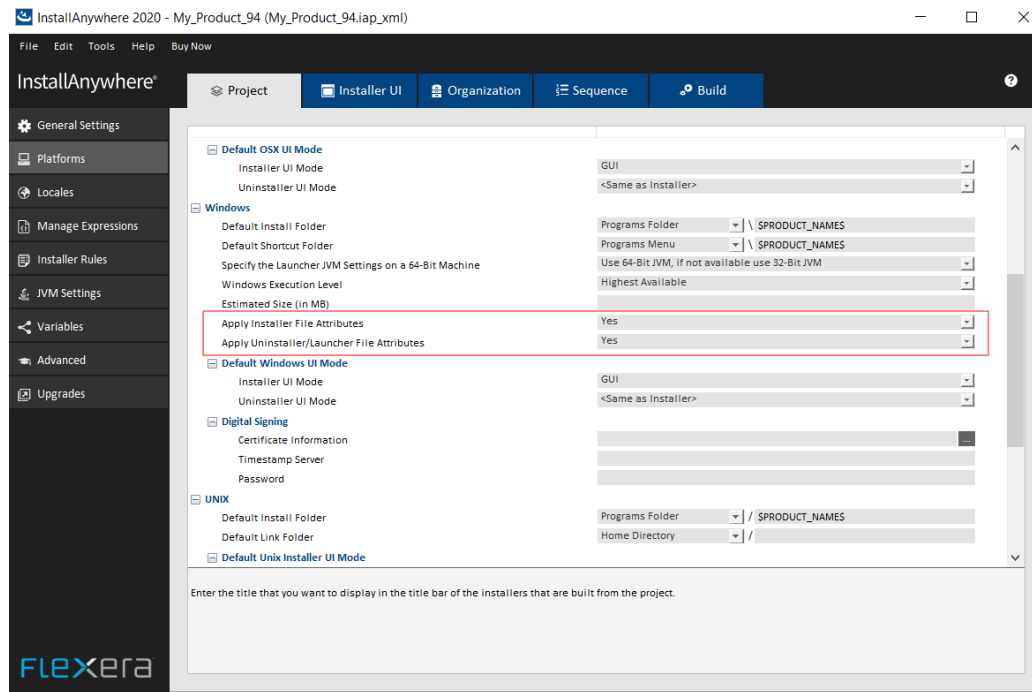 InstallAnywhere 2020 - My_Product_94 (My_Product_94.iap_xml)
File Edit Tools Help Buy Now
InstallAnywhere®
Project Installer UI Organization Sequence Build
General Settings
Platforms
Locales
Manage Expressions
Installer Rules
JVM Settings
Variables
Advanced
Upgrades
Default OSX UI Mode
Installer UI Mode GUI
Uninstaller UI Mode <Same as Installer>
Windows
Default Install Folder Programs Folder \ $PRODUCT_NAME$
Default Shortcut Folder Programs Menu \ $PRODUCT_NAME$
Specify the Launcher JVM Settings on a 64-Bit Machine Use 64-Bit JVM, if not available use 32-Bit JVM
Windows Execution Level Highest Available
Estimated Size (in MB)
Apply Installer File Attributes Yes
Apply Uninstaller/Launcher File Attributes Yes
Default Windows UI Mode
Installer UI Mode GUI
Uninstaller UI Mode <Same as Installer>
Digital Signing
Certificate Information ...
Timestamp Server
Password
UNIX
Default Install Folder Programs Folder / $PRODUCT_NAME$
Default Link Folder Home Directory /
Default Unix Installer UI Mode
Enter the title that you want to display in the title bar of the installers that are built from the project.
FLEXERA